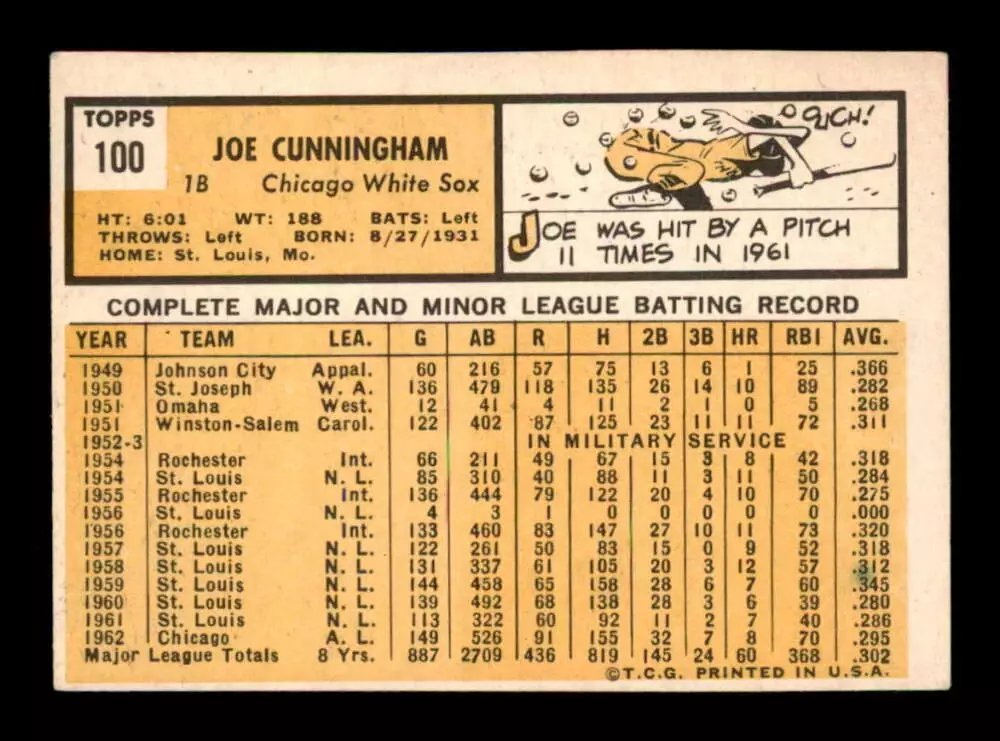 TOPPS
100
JOE CUNNINGHAM
1B Chicago White Sox
HT: 6:01 WT: 188 BATS: Left
THROWS: Left BORN: 8/27/1931
HOME: St. Louis, Mo.
OUCH!
JOE WAS HIT BY A PITCH
11 TIMES IN 1961
COMPLETE MAJOR AND MINOR LEAGUE BATTING RECORD
YEAR TEAM LEA. G AB R H 2B 3B HR RBI AVG.
1949 Johnson City Appal. 60 216 57 75 13 6 1 25 .366
1950 St. Joseph W. A. 136 479 118 135 26 14 10 89 .282
1951 Omaha West. 12 41 4 11 2 1 0 5 .268
1951 Winston-Salem Carol. 122 402 87 125 23 11 11 72 .311
1952-3 IN MILITARY SERVICE
1954 Rochester Int. 66 211 49 67 15 3 8 42 .318
1954 St. Louis N. L. 85 310 40 88 11 3 11 50 .284
1955 Rochester Int. 136 444 79 122 20 4 10 70 .275
1956 St. Louis N. L. 4 3 1 0 0 0 0 0 .000
1956 Rochester Int. 133 460 83 147 27 10 11 73 .320
1957 St. Louis N. L. 122 261 50 83 15 0 9 52 .318
1958 St. Louis N. L. 131 337 61 105 20 3 12 57 .312
1959 St. Louis N. L. 144 458 65 158 28 6 7 60 .345
1960 St. Louis N. L. 139 492 68 138 28 3 6 39 .280
1961 St. Louis N. L. 113 322 60 92 11 2 7 40 .286
1962 Chicago A. L. 149 526 91 155 32 7 8 70 .295
Major League Totals 8 Yrs. 887 2709 436 819 145 24 60 368 .302
©T.C.G. PRINTED IN U.S.A.